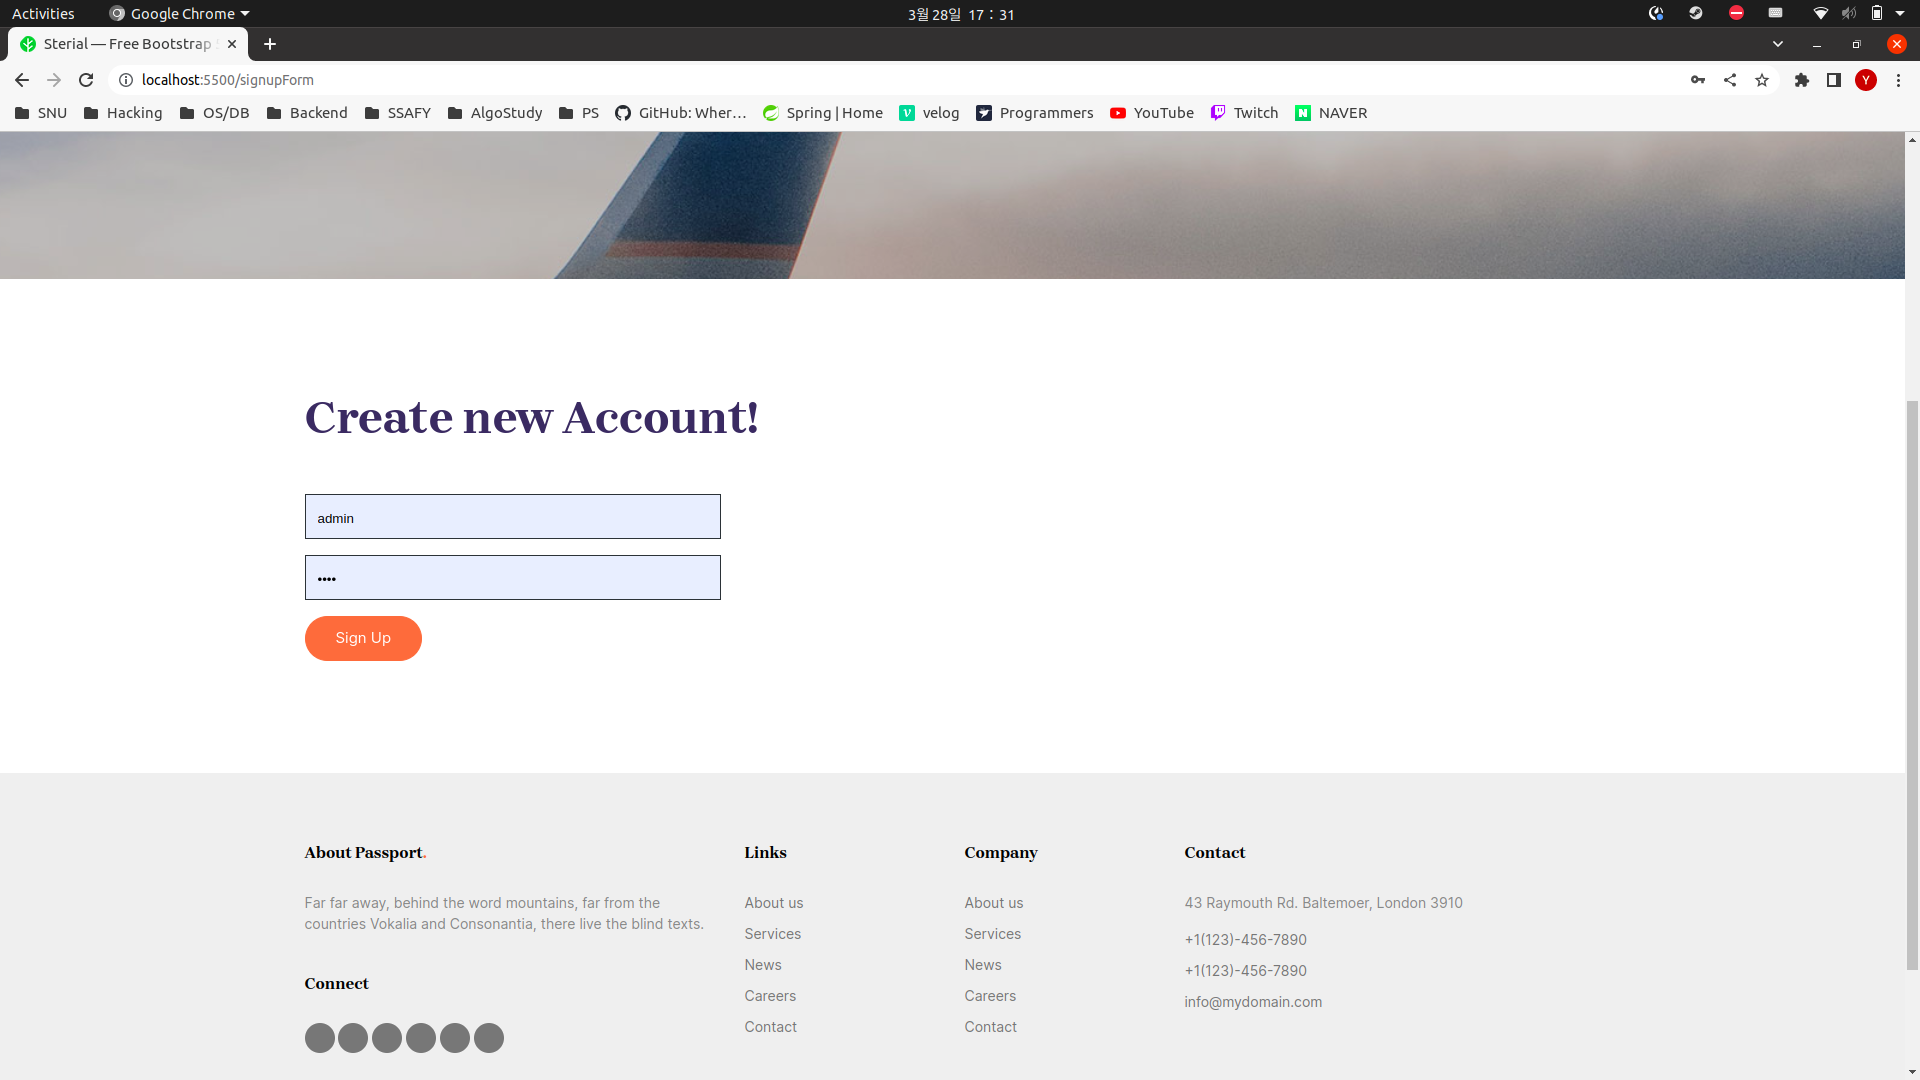 Activities
Google Chrome
3월 28일 17 : 31
Sterial — Free Bootstrap
localhost:5500/signupForm
Y
SNU
Hacking
OS/DB
Backend
SSAFY
AlgoStudy
PS
GitHub: Wher…
Spring | Home
velog
Programmers
YouTube
Twitch
NAVER
Create new Account!
admin
••••
Sign Up
About Passport.
Far far away, behind the word mountains, far from the
countries Vokalia and Consonantia, there live the blind texts.
Connect
Links
About us
Services
News
Careers
Contact
Company
About us
Services
News
Careers
Contact
Contact
43 Raymouth Rd. Baltemoer, London 3910
+1(123)-456-7890
+1(123)-456-7890
info@mydomain.com